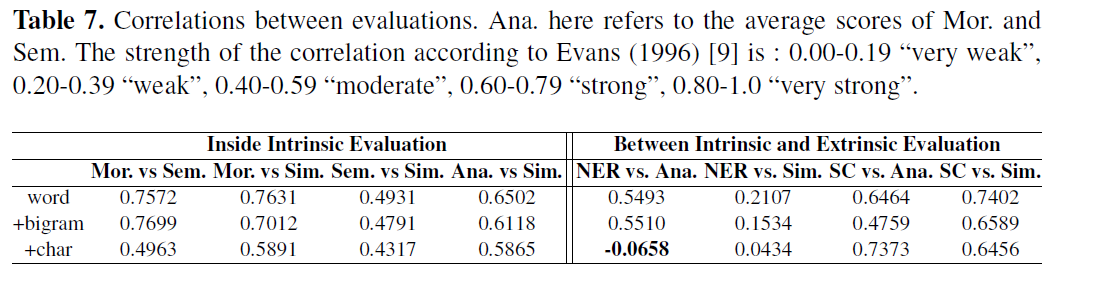 Table 7. Correlations between evaluations. Ana. here refers to the average scores of Mor. and
Sem. The strength of the correlation according to Evans (1996) [9] is : 0.00-0.19 “very weak”,
0.20-0.39 “weak”, 0.40-0.59 “moderate”, 0.60-0.79 “strong”, 0.80-1.0 “very strong”.
Inside Intrinsic Evaluation Between Intrinsic and Extrinsic Evaluation
Mor. vs Sem. Mor. vs Sim. Sem. vs Sim. Ana. vs Sim. NER vs. Ana. NER vs. Sim. SC vs. Ana. SC vs. Sim.
word 0.7572 0.7631 0.4931 0.6502 0.5493 0.2107 0.6464 0.7402
+bigram 0.7699 0.7012 0.4791 0.6118 0.5510 0.1534 0.4759 0.6589
+char 0.4963 0.5891 0.4317 0.5865 -0.0658 0.0434 0.7373 0.6456